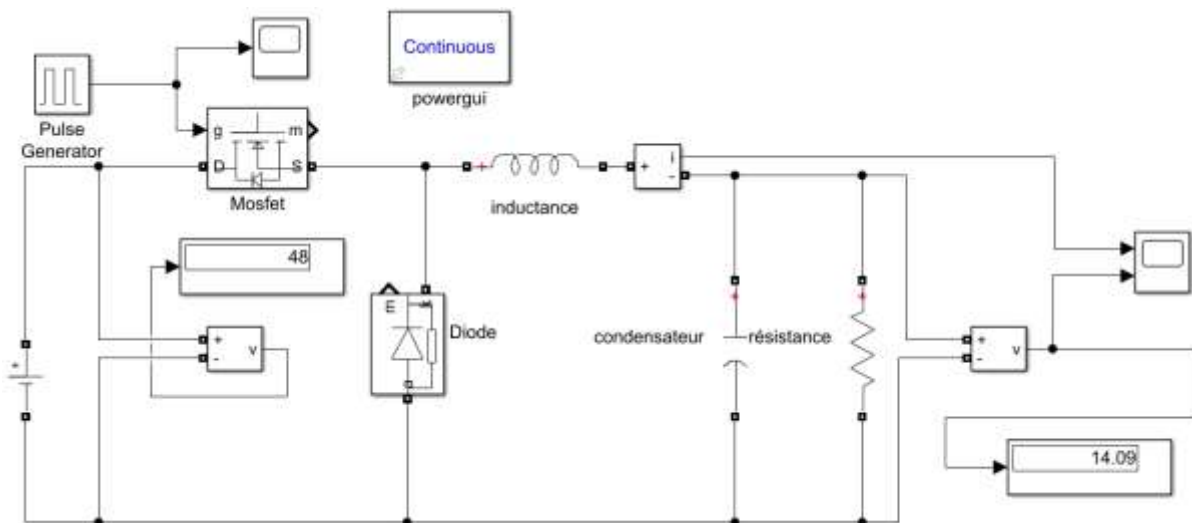 Continuous
powergui
Pulse
Generator
g
m
D
S
Mosfet
+
inductance
+
i
-
48
+
-
v
+
m
Diode
condensateur
+
résistance
+
+
-
v
14.09